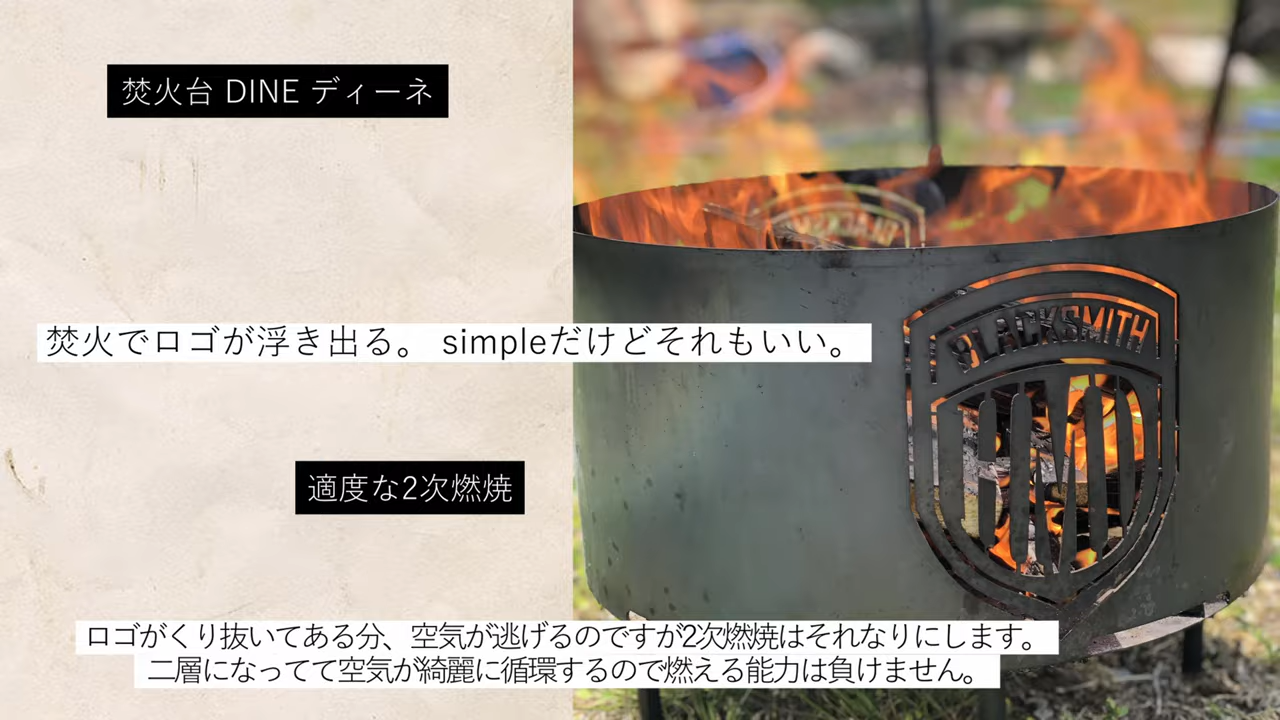 焚火台 DINE ディーネ
焚火でロゴが浮き出る。 simpleだけどそれもいい。
BLACKSMITH
適度な2次燃焼
ロゴがくり抜いてある分、空気が逃げるのですが2次燃焼はそれなりにします。
二層になってて空気が綺麗に循環するので燃える能力は負けません。